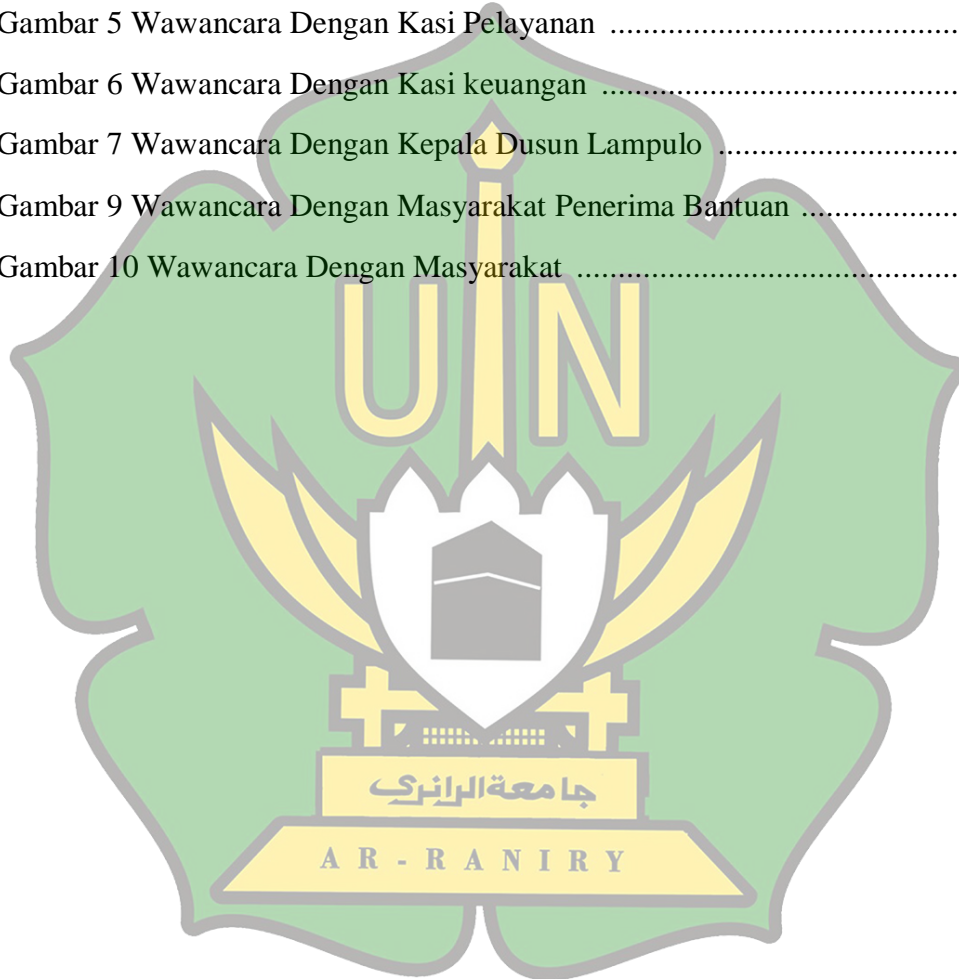 Gambar 5 Wawancara Dengan Kasi Pelayanan ..........................................
Gambar 6 Wawancara Dengan Kasi keuangan ...........................................
Gambar 7 Wawancara Dengan Kepala Dusun Lampulo .............................
Gambar 9 Wawancara Dengan Masyarakat Penerima Bantuan ...................
Gambar 10 Wawancara Dengan Masyarakat ..............................................
UIN
جامعة الرانري
AR-RANIRY